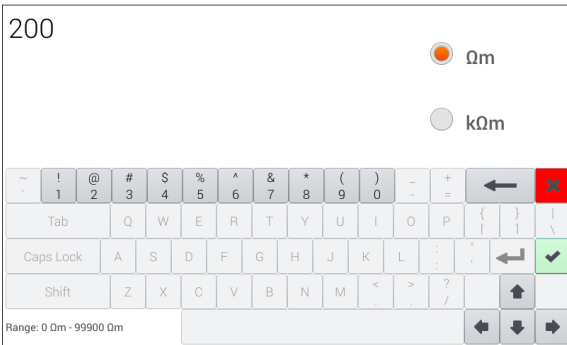 200
Ωm
kΩm
~ ! @ # $ % ^ & * ( ) _ +
` 1 2 3 4 5 6 7 8 9 0 - =
Tab Q W E R T Y U I O P { } |
[ ] \
Caps Lock A S D F G H J K L : "
; '
Shift Z X C V B N M < > ?
, . /
Range: 0 Ωm - 99900 Ωm